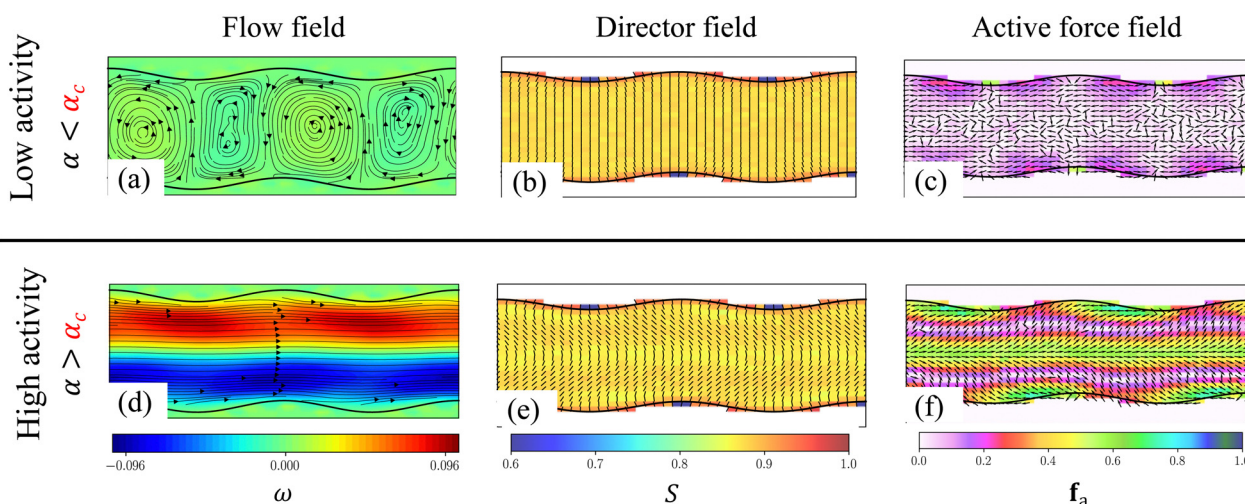 Flow field
Director field
Active force field
Low activity
α < α_c
(a)
(b)
(c)
High activity
α > α_c
(d)
(e)
(f)
−0.096
0.000
0.096
ω
0.6
0.7
0.8
0.9
1.0
S
0.0
0.2
0.4
0.6
0.8
1.0
f_a